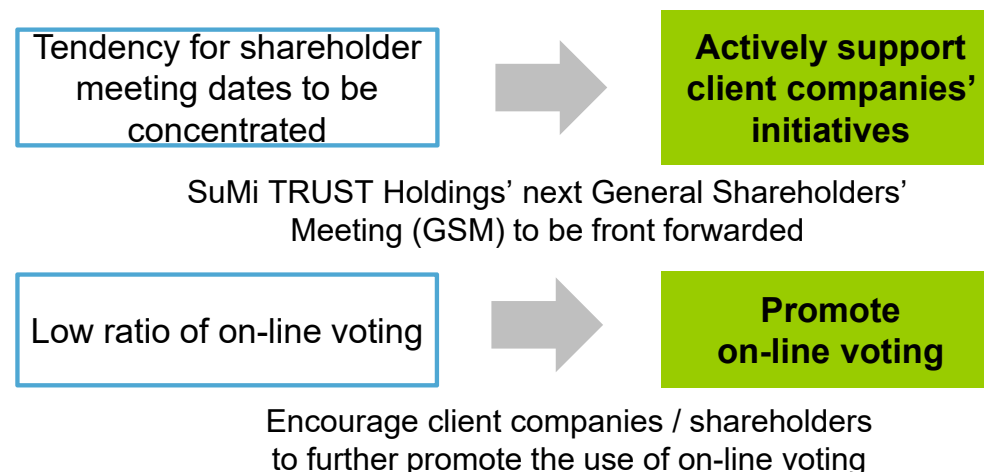 Tendency for shareholder
meeting dates to be
concentrated
Actively support
client companies’
initiatives
SuMi TRUST Holdings’ next General Shareholders’
Meeting (GSM) to be front forwarded
Low ratio of on-line voting
Promote
on-line voting
Encourage client companies / shareholders
to further promote the use of on-line voting